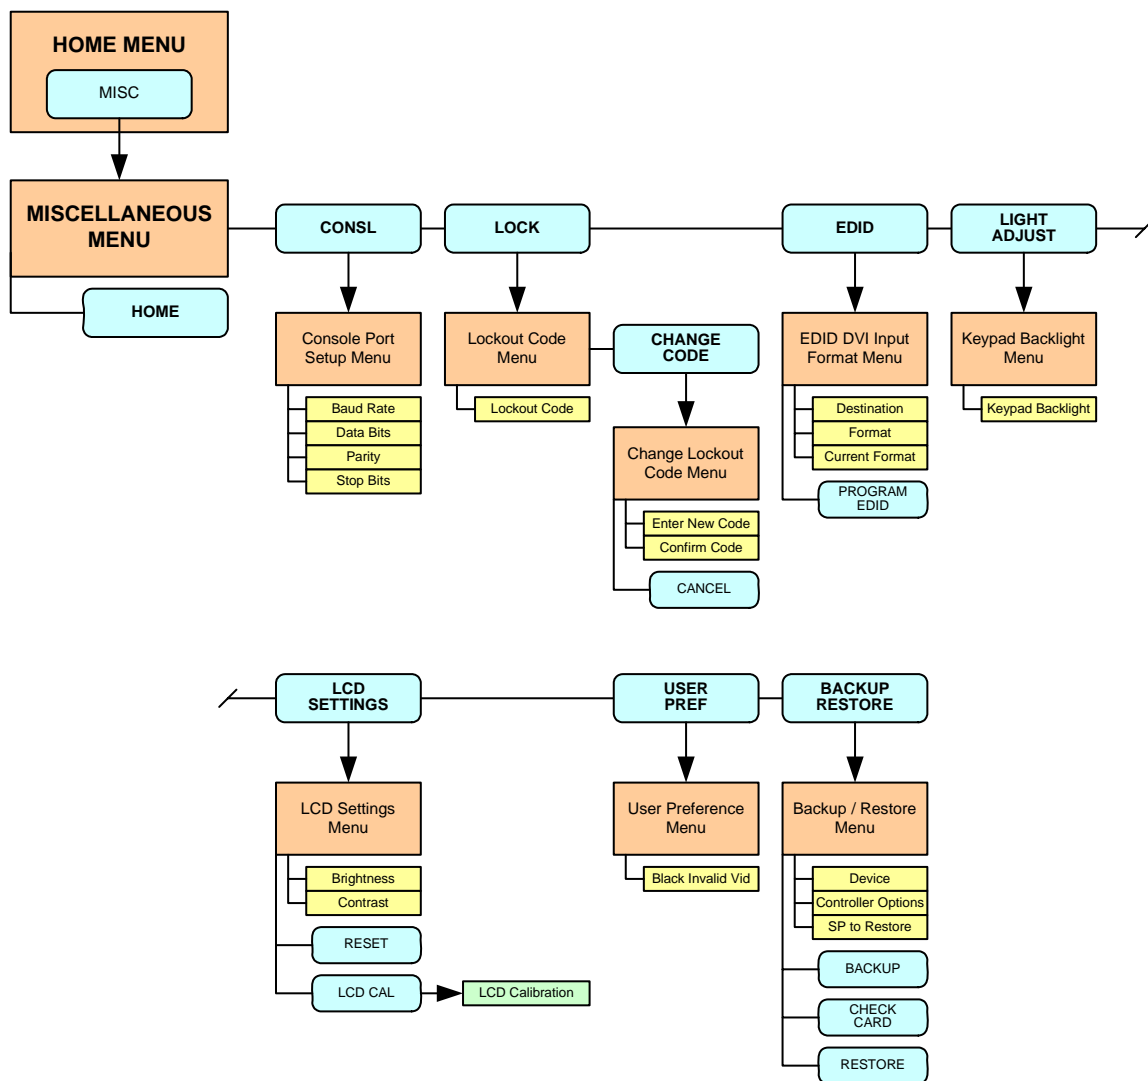 HOME MENU
MISC
MISCELLANEOUS
MENU
HOME
CONSL
LOCK
EDID
LIGHT
ADJUST
Console Port
Setup Menu
Baud Rate
Data Bits
Parity
Stop Bits
Lockout Code
Menu
Lockout Code
CHANGE
CODE
Change Lockout
Code Menu
Enter New Code
Confirm Code
CANCEL
EDID DVI Input
Format Menu
Destination
Format
Current Format
PROGRAM
EDID
Keypad Backlight
Menu
Keypad Backlight
LCD
SETTINGS
USER
PREF
BACKUP
RESTORE
LCD Settings
Menu
Brightness
Contrast
RESET
LCD CAL
LCD Calibration
User Preference
Menu
Black Invalid Vid
Backup / Restore
Menu
Device
Controller Options
SP to Restore
BACKUP
CHECK
CARD
RESTORE